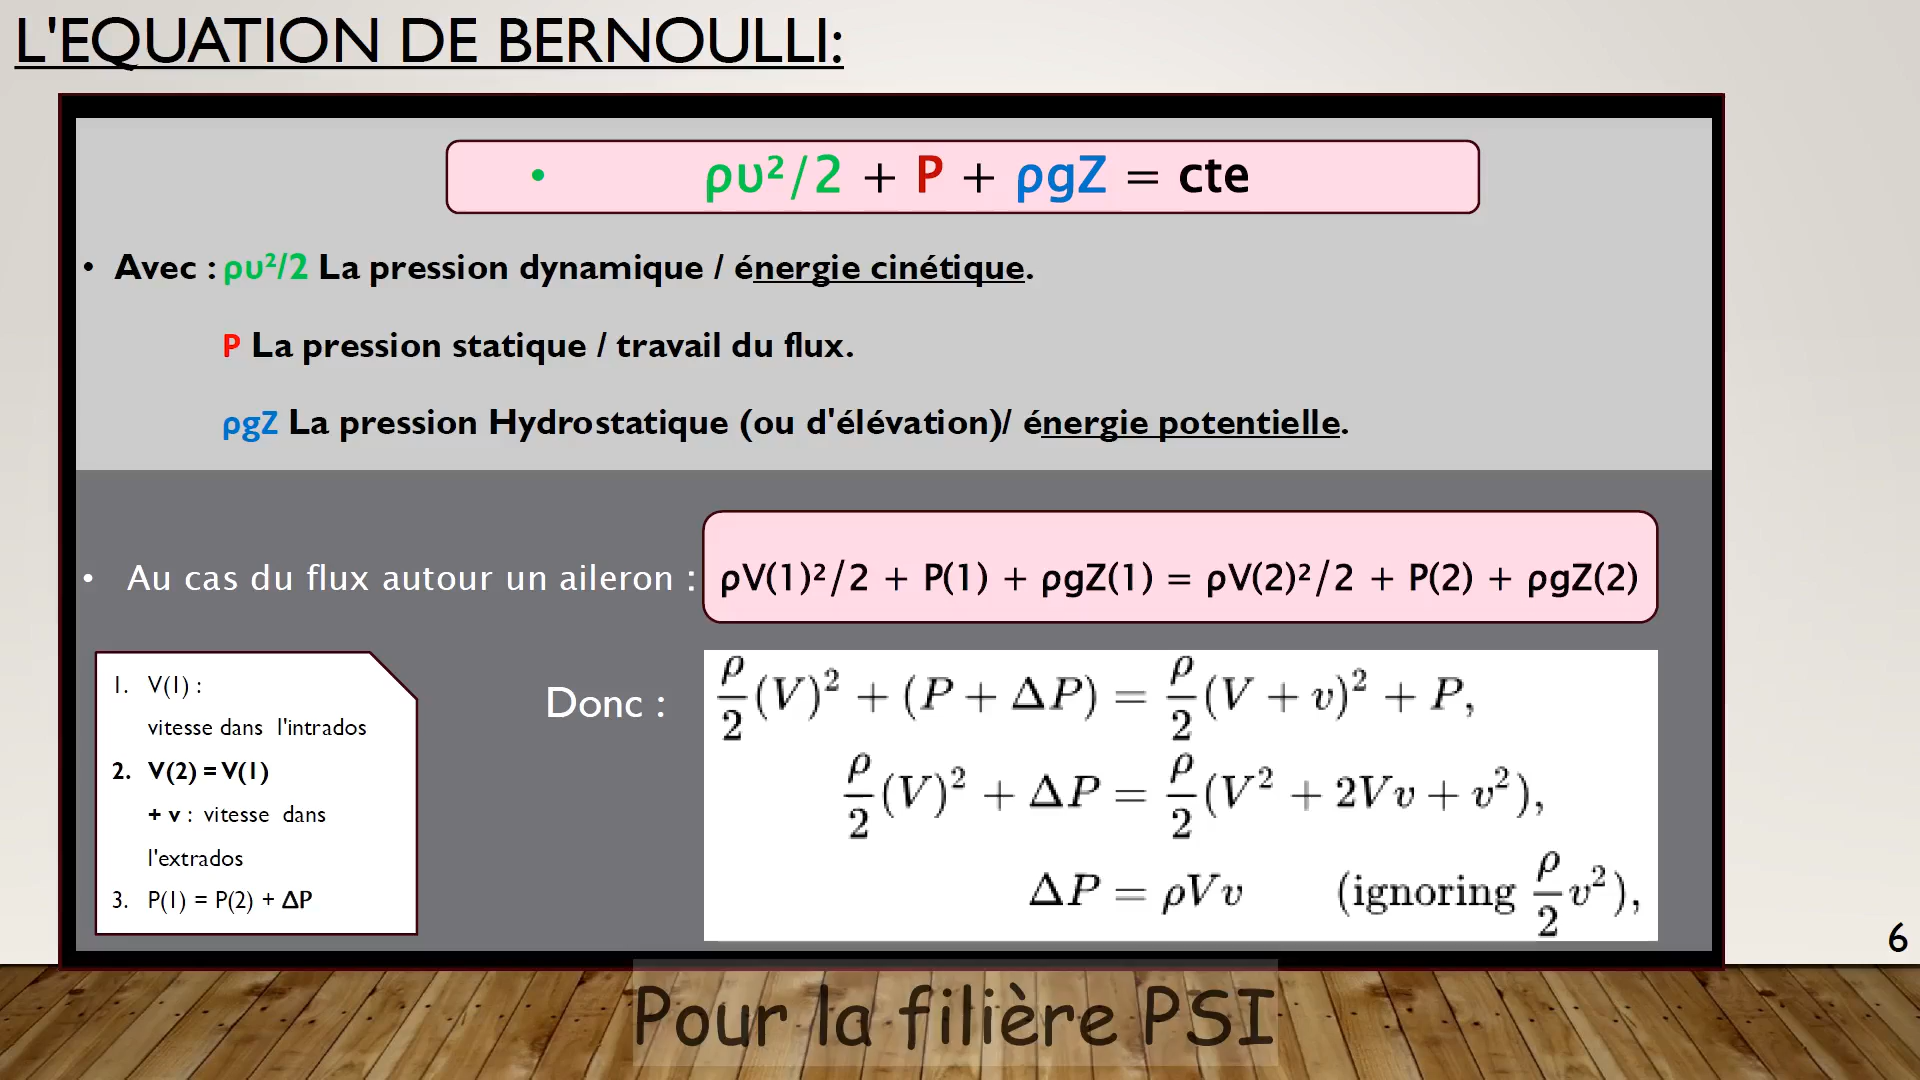 L'EQUATION DE BERNOULLI:
• ρυ²/2 + P + ρgZ = cte
• Avec : ρυ²/2 La pression dynamique / énergie cinétique.
P La pression statique / travail du flux.
ρgZ La pression Hydrostatique (ou d'élévation)/ énergie potentielle.
• Au cas du flux autour un aileron : ρV(1)²/2 + P(1) + ρgZ(1) = ρV(2)²/2 + P(2) + ρgZ(2)
1. V(1) :
vitesse dans l'intrados
2. V(2) = V(1)
+ v : vitesse dans
l'extrados
3. P(1) = P(2) + ΔP
Donc :
ρ/2 (V)² + (P + ΔP) = ρ/2 (V + v)² + P,
ρ/2 (V)² + ΔP = ρ/2 (V² + 2Vv + v²),
ΔP = ρVv (ignoring ρ/2 v²),
6
Pour la filière PSI